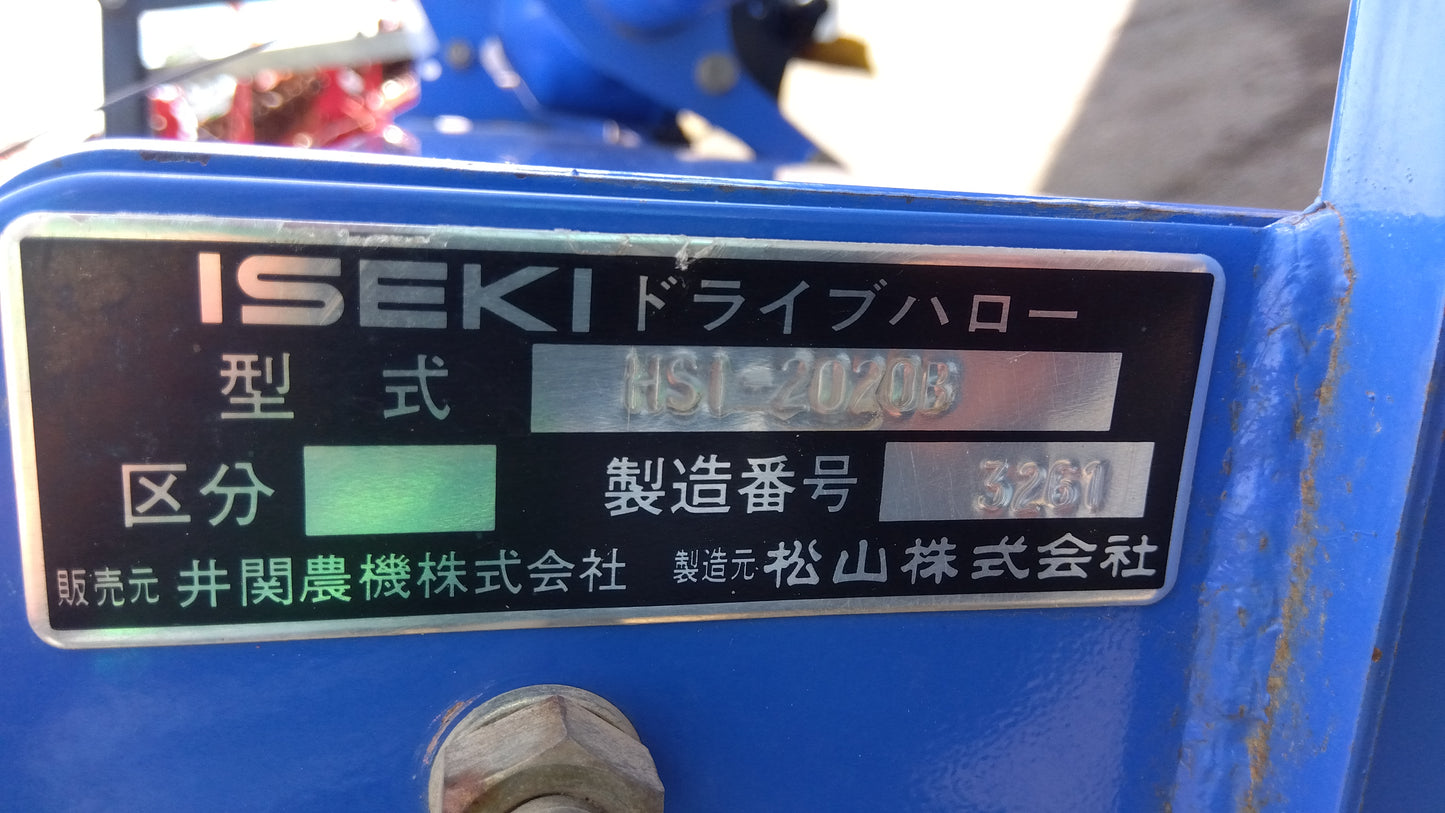 ISEKI ドライブハロー
型式 HSI-2020B
区分 製造番号 3261
販売元 井関農機株式会社 製造元 松山株式会社